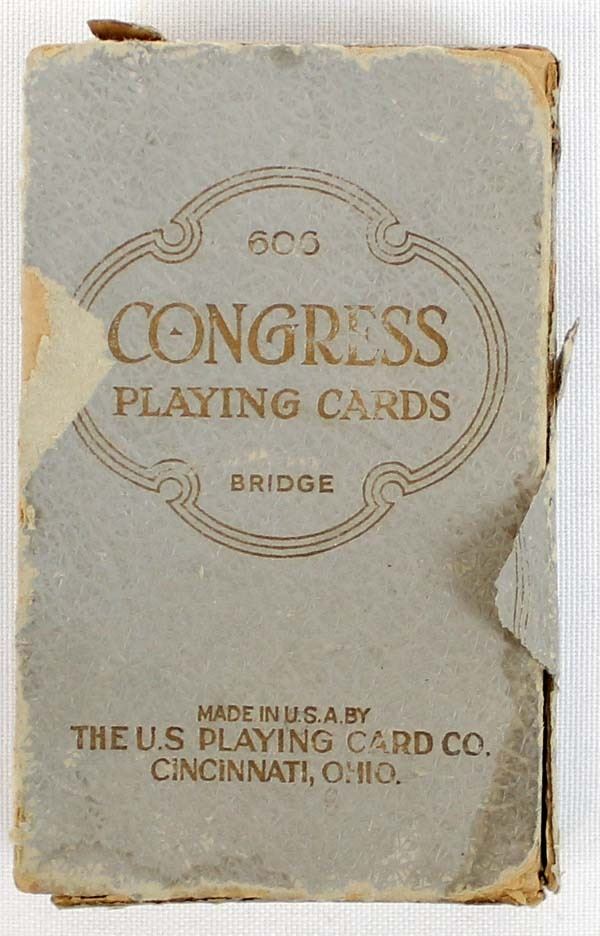 606
CONGRESS
PLAYING CARDS
BRIDGE
MADE IN U.S.A. BY
THE U.S PLAYING CARD CO.
CINCINNATI, OHIO.